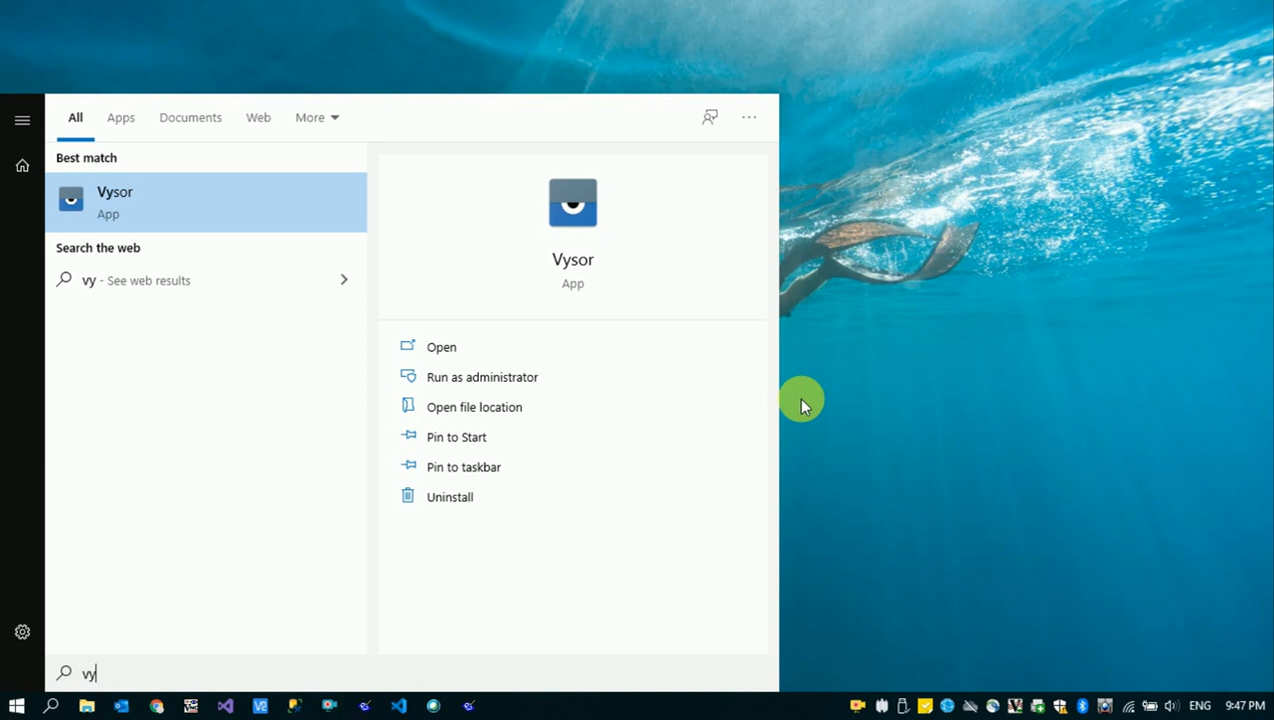 All
Apps
Documents
Web
More
Best match
Vysor
App
Search the web
vy - See web results
Vysor
App
Open
Run as administrator
Open file location
Pin to Start
Pin to taskbar
Uninstall
vy
ENG
9:47 PM